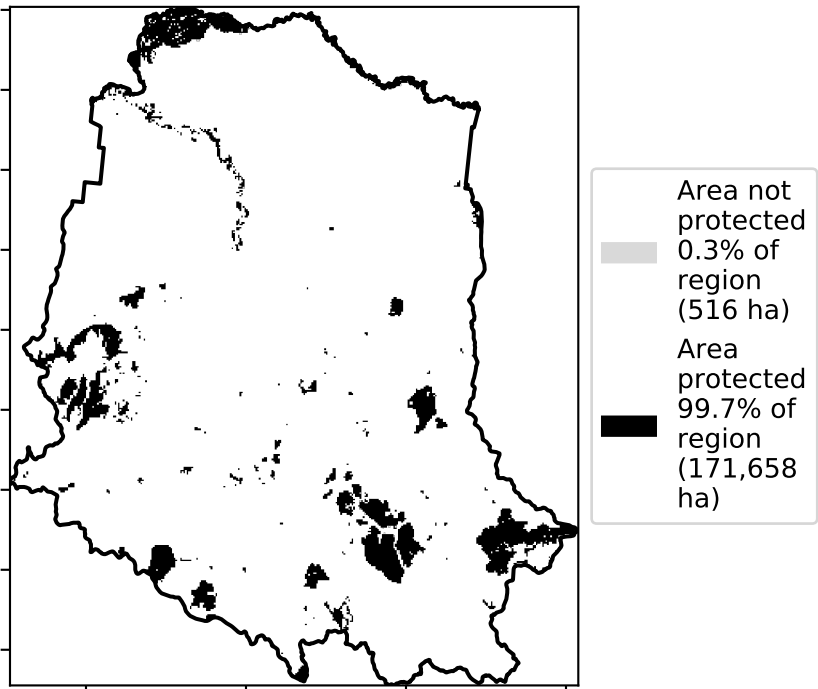 Area not
protected
0.3% of
region
(516 ha)
Area
protected
99.7% of
region
(171,658
ha)